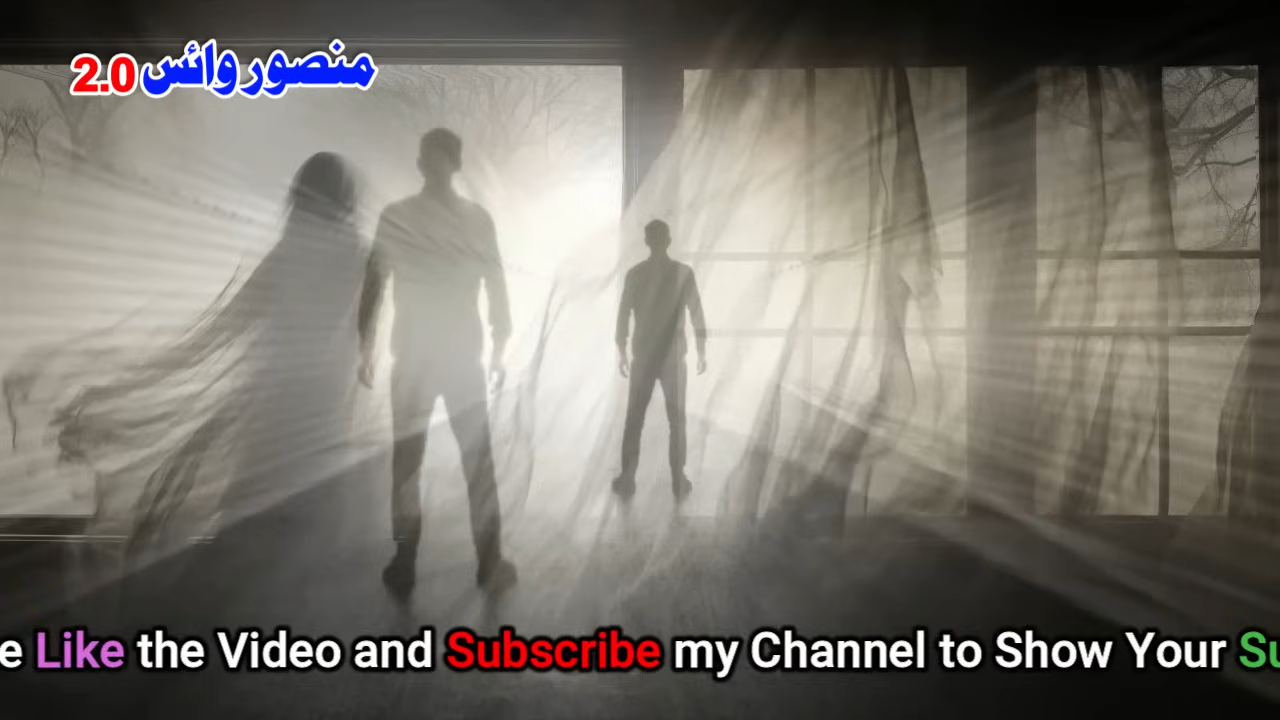 منصور وائس 2.0
e Like the Video and Subscribe my Channel to Show Your Su